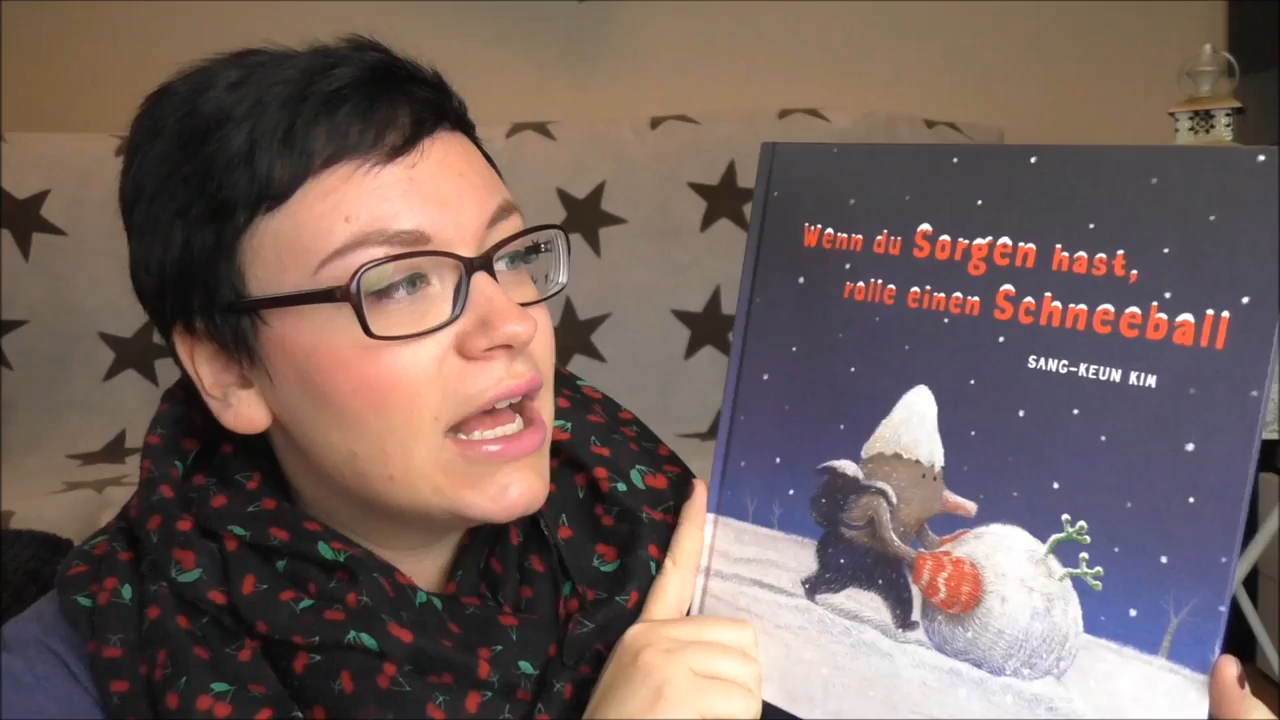 Wenn du Sorgen hast,
rolle einen Schneeball
SANG-KEUN KIM